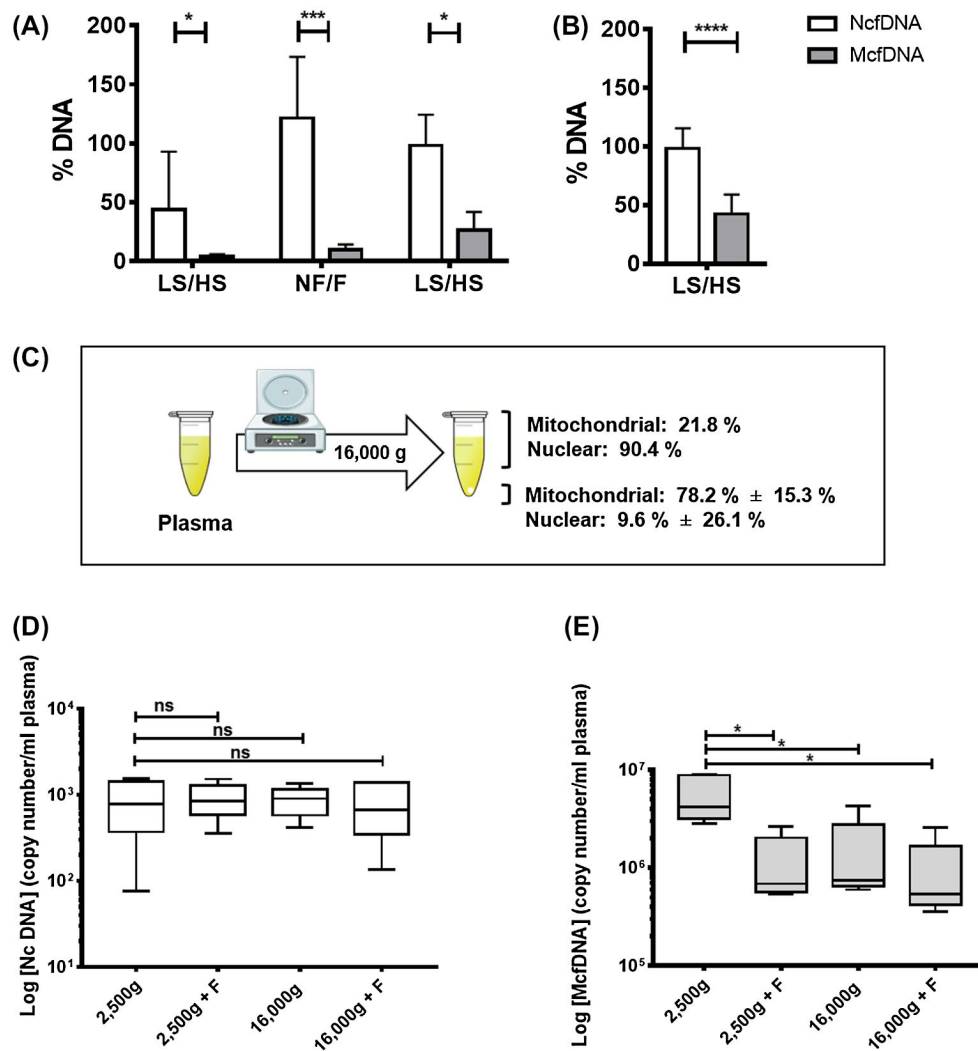 (A)
% DNA
200
150
100
50
0
*
***
*
LS/HS
NF/F
LS/HS
(B)
% DNA
200
150
100
50
0
****
LS/HS
NcfDNA
McfDNA
(C)
Plasma
16,000 g
Mitochondrial: 21.8 %
Nuclear: 90.4 %
Mitochondrial: 78.2 % ± 15.3 %
Nuclear: 9.6 % ± 26.1 %
(D)
Log [Nc DNA] (copy number/ml plasma)
10⁴
10³
10²
10¹
ns
ns
ns
2,500g
2,500g + F
16,000g
16,000g + F
(E)
Log [McfDNA] (copy number/ml plasma)
10⁷
10⁶
10⁵
*
*
*
2,500g
2,500g + F
16,000g
16,000g + F